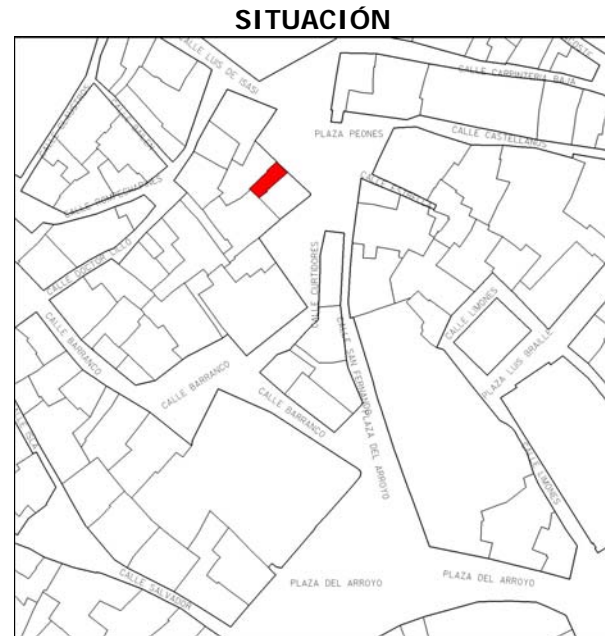 SITUACIÓN
CALLE LUIS DE ISASI
CALLE CARPINTERIA BAJA
PLAZA PEONES
CALLE CASTELLANOS
CALLE DOCTOR LILLO
CALLE CURTIDORES
CALLE LIMONES
CALLE BARRANCO
CALLE SAN FERNANDO
PLAZA LUIS BRAILLE
CALLE BARRANCO
CALLE BARRANCO
PLAZA DEL ARROYO
CALLE LIMONES
CALLE SALVADOR
PLAZA DEL ARROYO
PLAZA DEL ARROYO